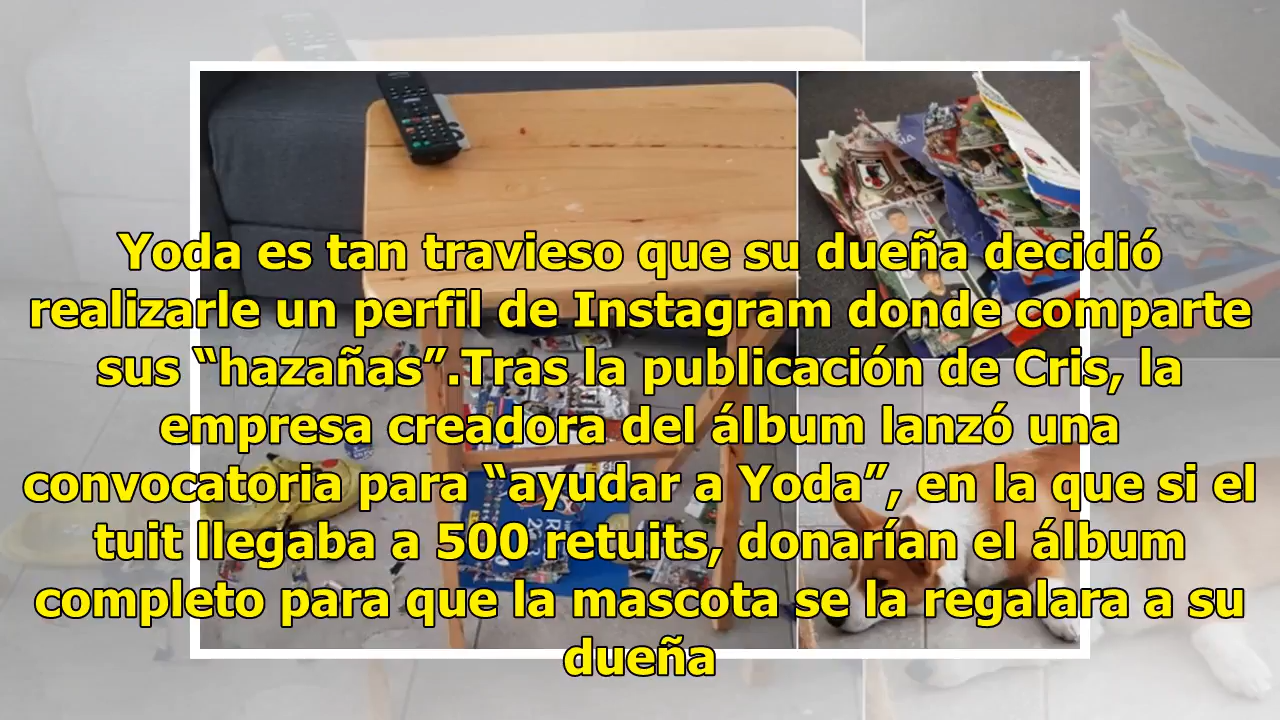 Yoda es tan travieso que su dueña decidió
realizarle un perfil de Instagram donde comparte
sus “hazañas”.Tras la publicación de Cris, la
empresa creadora del álbum lanzó una
convocatoria para “ayudar a Yoda”, en la que si el
tuit llegaba a 500 retuits, donarían el álbum
completo para que la mascota se la regalara a su
dueña